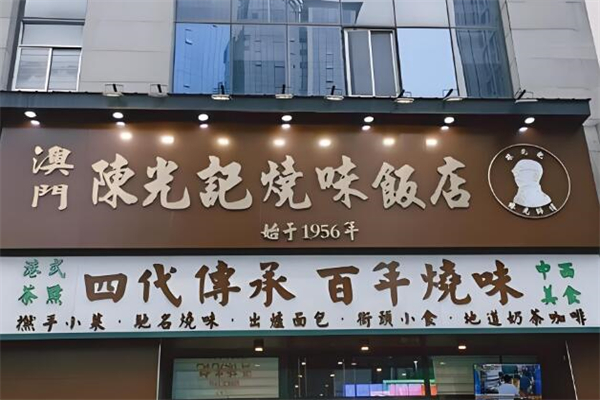 澳門
陳光記燒味飯店
始于1956年
港式
茶點
四代傳承 百年燒味
中西
美食
撚手小菜·馳名燒味·出爐面包·街頭小食·地道奶茶咖啡
陳光記